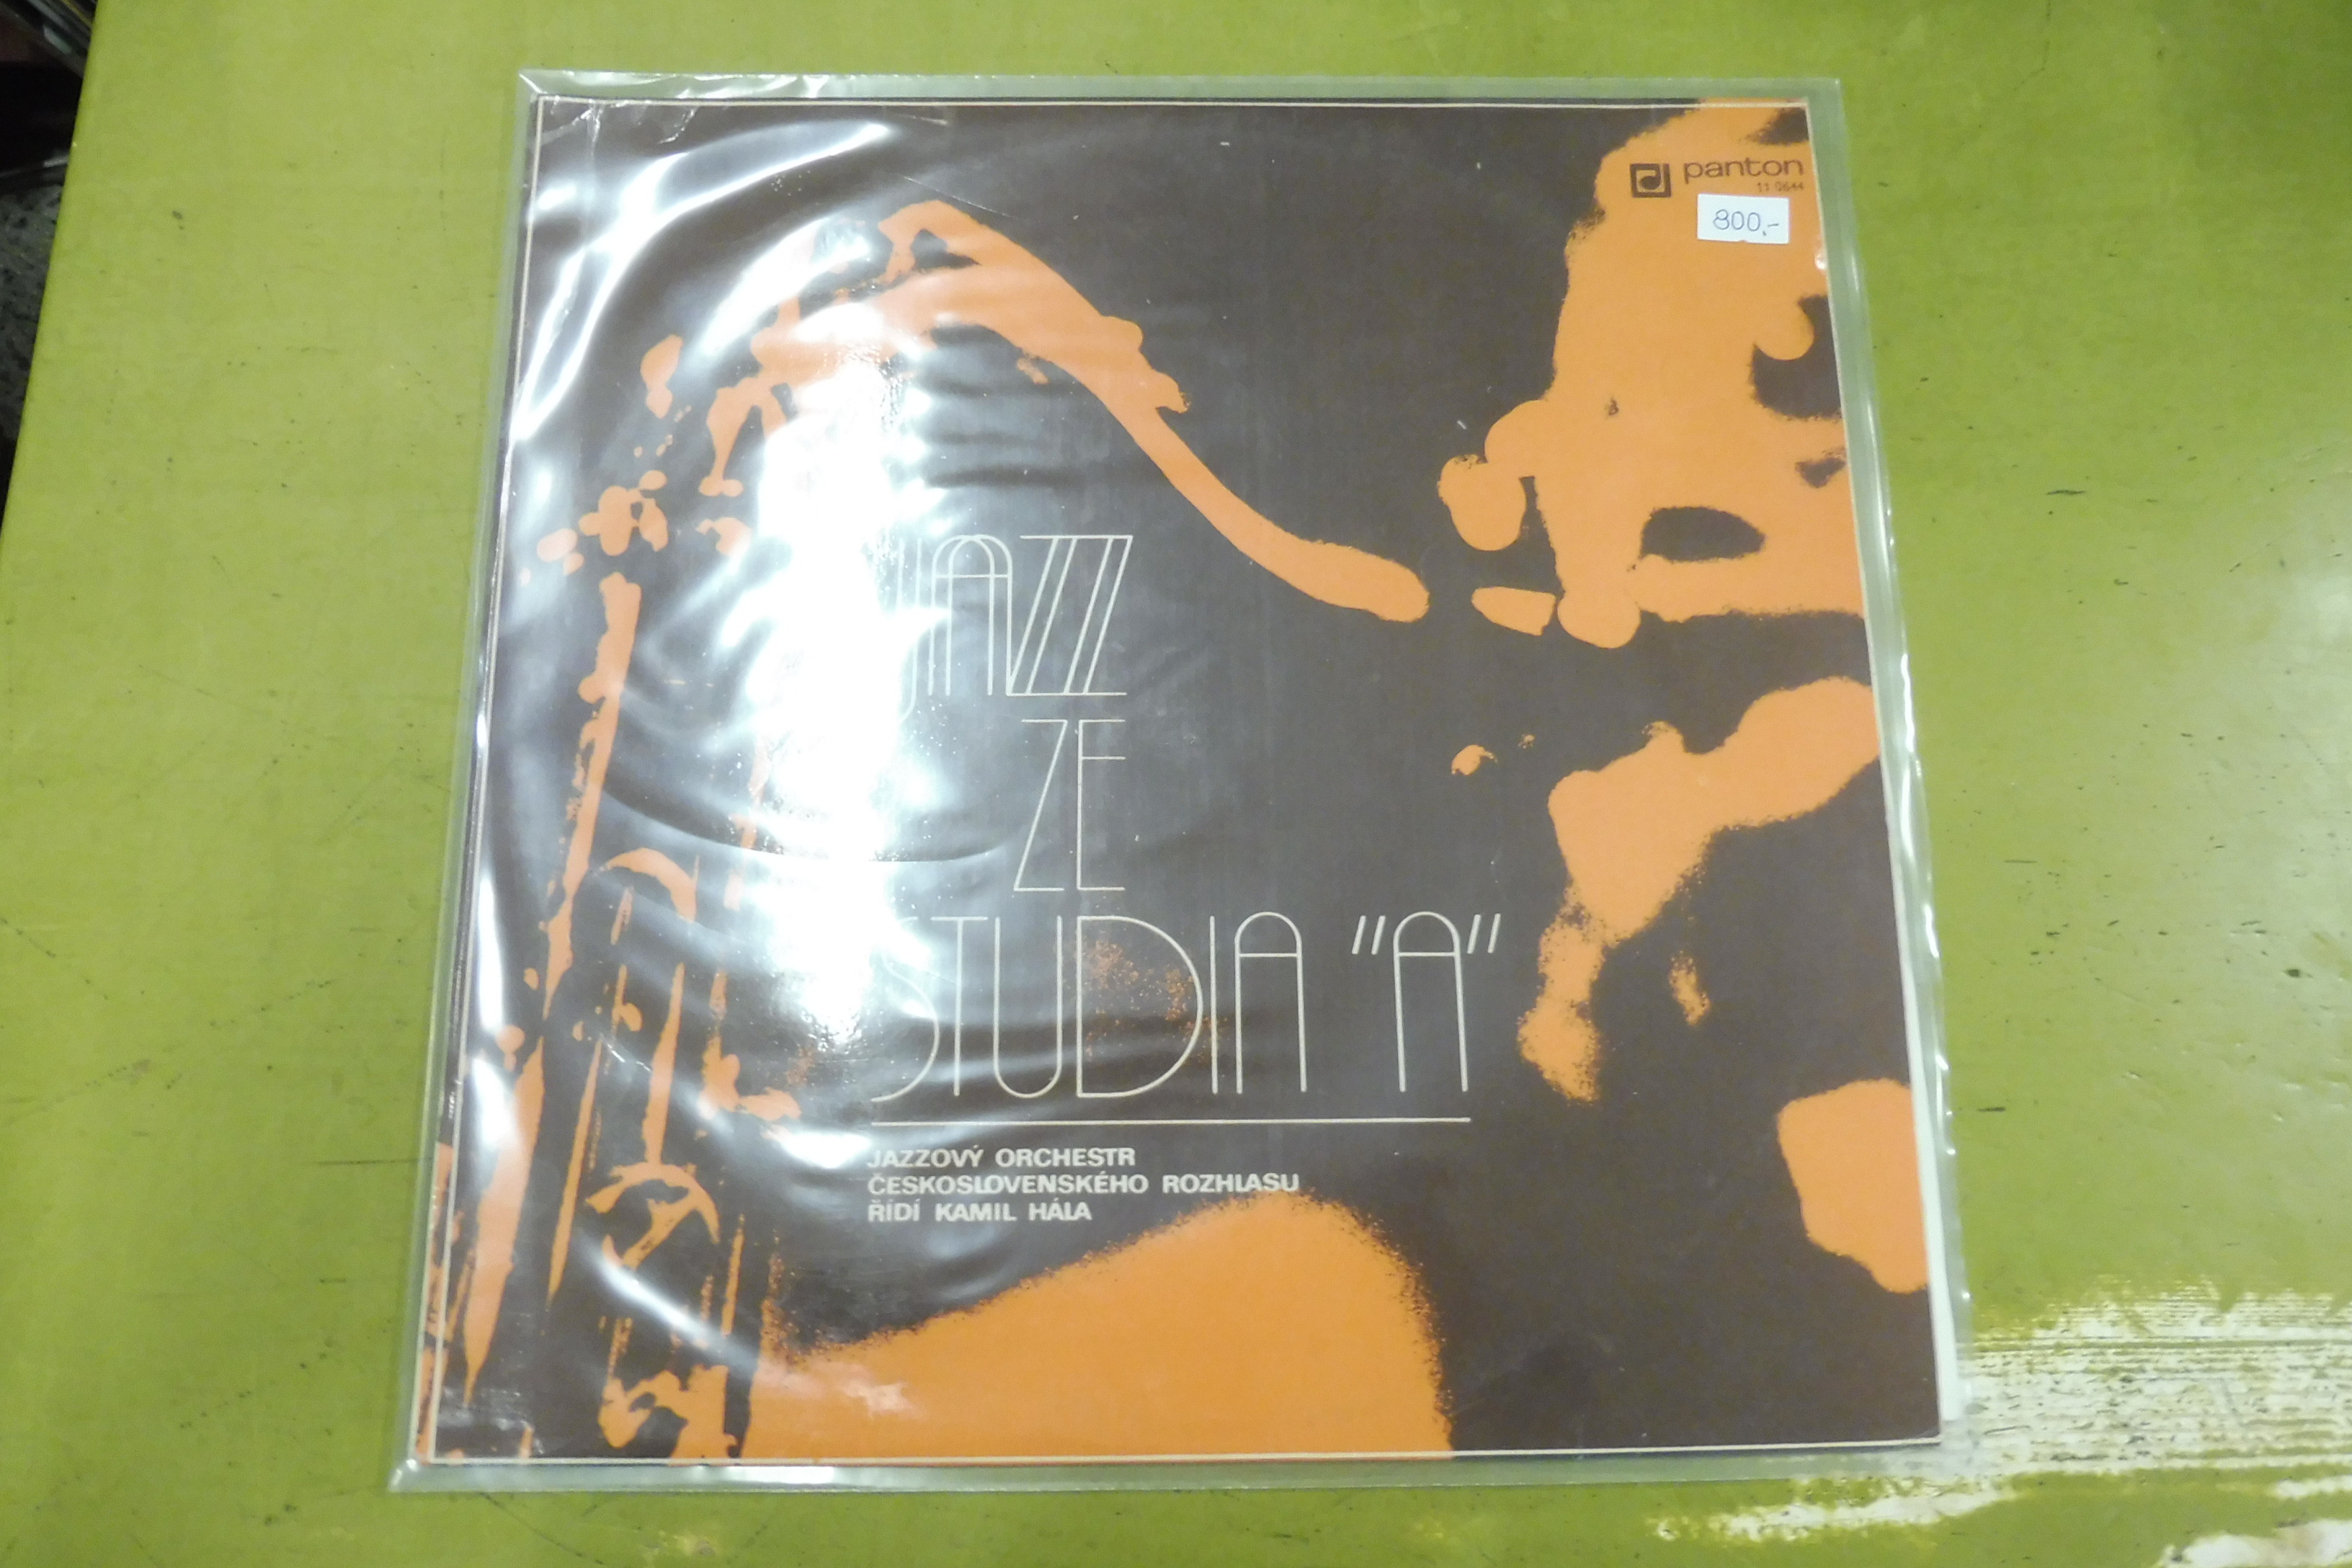 panton
11 0644
800,-
JAZZ
ZE
STUDIA "A"
JAZZOVÝ ORCHESTR
ČESKOSLOVENSKÉHO ROZHLASU
ŘÍDÍ KAMIL HÁLA